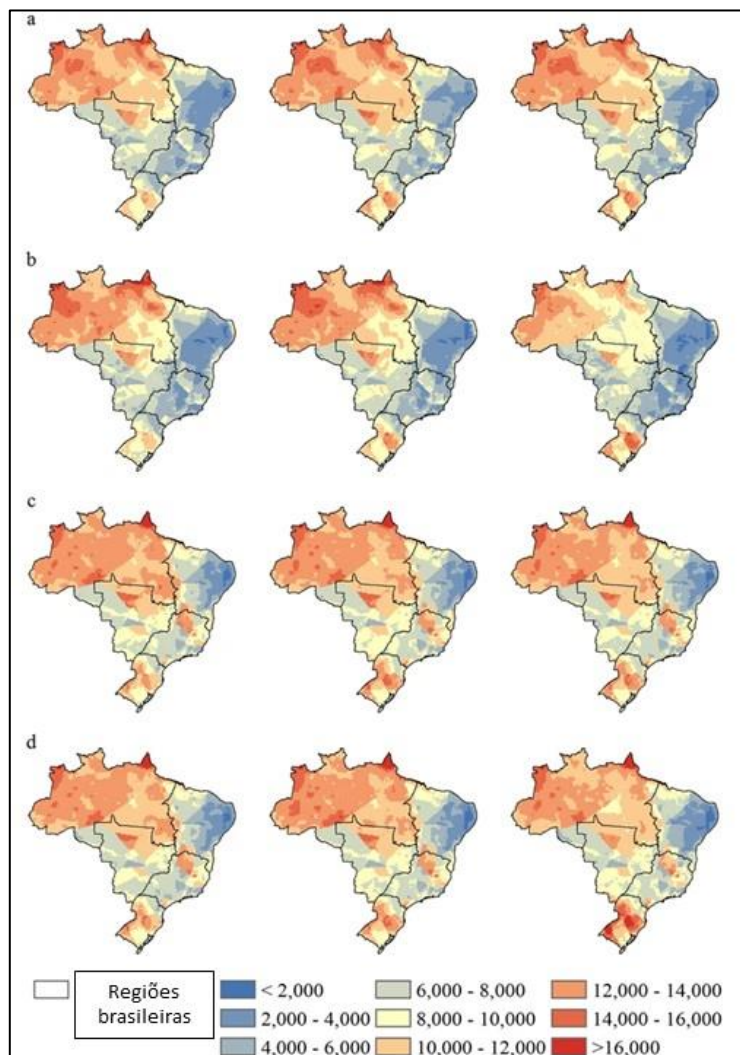 a
b
c
d
Regiões
brasileiras
< 2,000
2,000 - 4,000
4,000 - 6,000
6,000 - 8,000
8,000 - 10,000
10,000 - 12,000
12,000 - 14,000
14,000 - 16,000
>16,000